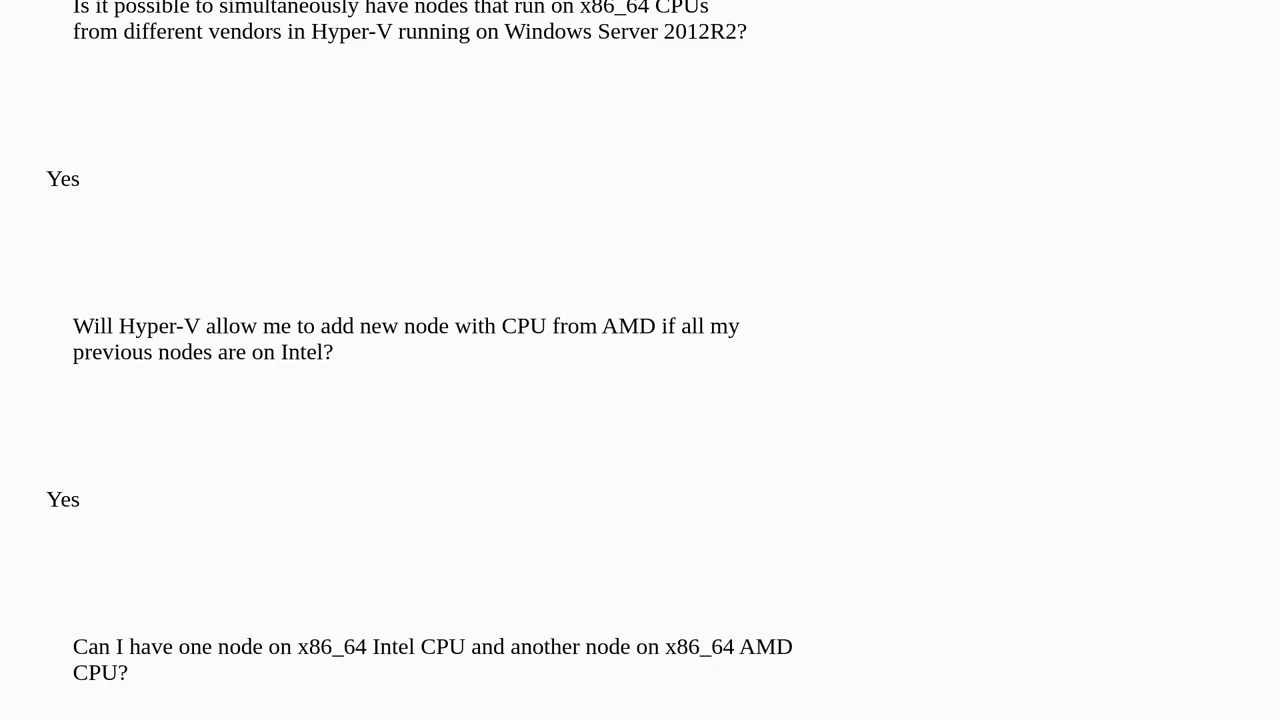 Is it possible to simultaneously have nodes that run on x86_64 CPUs
from different vendors in Hyper-V running on Windows Server 2012R2?
Yes
Will Hyper-V allow me to add new node with CPU from AMD if all my
previous nodes are on Intel?
Yes
Can I have one node on x86_64 Intel CPU and another node on x86_64 AMD
CPU?